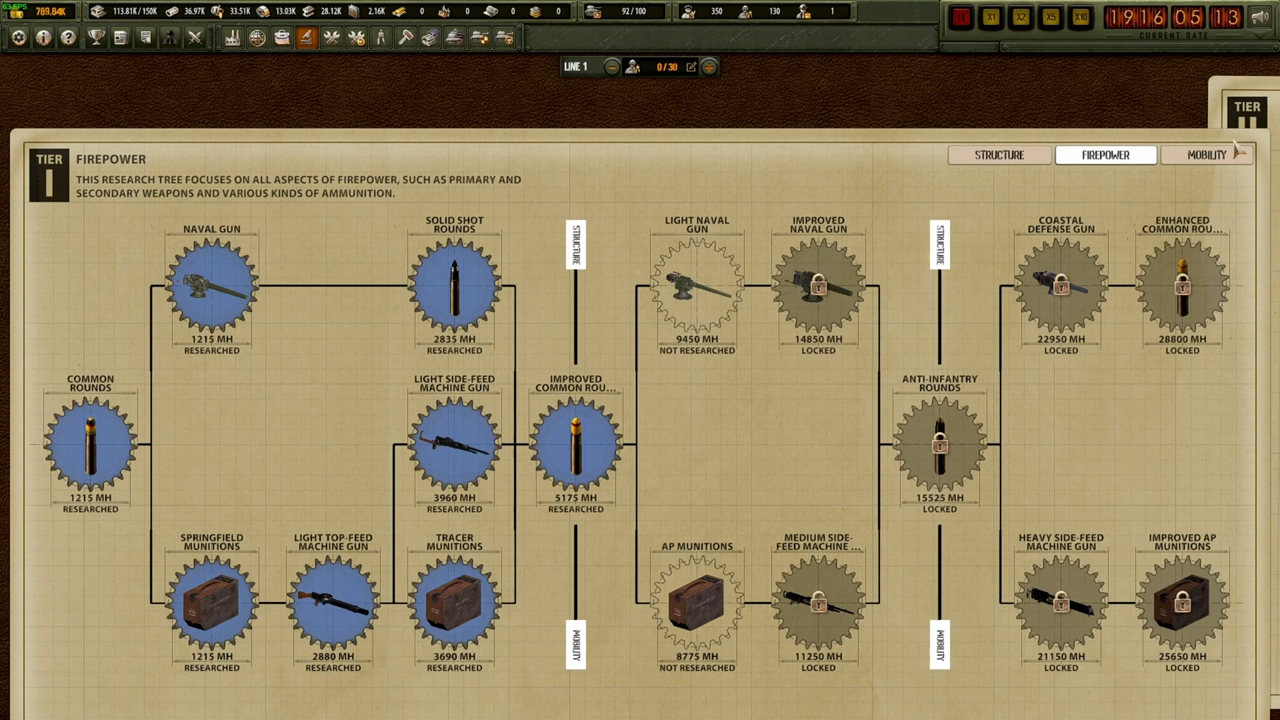 63 FPS
769.84K 113.81K / 150K 36.97K 33.51K 13.03K 28.12K 2.16K 0 0 0 0 92 / 100 350 130 1
X1 X2 X5 X10
1916 05 13
CURRENT DATE
LINE 1 0/30
TIER II
TIER I
FIREPOWER
THIS RESEARCH TREE FOCUSES ON ALL ASPECTS OF FIREPOWER, SUCH AS PRIMARY AND
SECONDARY WEAPONS AND VARIOUS KINDS OF AMMUNITION.
STRUCTURE FIREPOWER MOBILITY
NAVAL GUN
1215 MH
RESEARCHED
SOLID SHOT
ROUNDS
2835 MH
RESEARCHED
STRUCTURE
LIGHT NAVAL
GUN
9450 MH
NOT RESEARCHED
IMPROVED
NAVAL GUN
14850 MH
LOCKED
STRUCTURE
COASTAL
DEFENSE GUN
22950 MH
LOCKED
ENHANCED
COMMON ROU...
28800 MH
LOCKED
COMMON
ROUNDS
1215 MH
RESEARCHED
LIGHT SIDE-FEED
MACHINE GUN
3960 MH
RESEARCHED
IMPROVED
COMMON ROU...
5175 MH
RESEARCHED
ANTI-INFANTRY
ROUNDS
15525 MH
LOCKED
SPRINGFIELD
MUNITIONS
1215 MH
RESEARCHED
LIGHT TOP-FEED
MACHINE GUN
2880 MH
RESEARCHED
TRACER
MUNITIONS
3690 MH
RESEARCHED
MOBILITY
AP MUNITIONS
8775 MH
NOT RESEARCHED
MEDIUM SIDE-
FEED MACHINE ...
11250 MH
LOCKED
MOBILITY
HEAVY SIDE-FEED
MACHINE GUN
21150 MH
LOCKED
IMPROVED AP
MUNITIONS
25650 MH
LOCKED